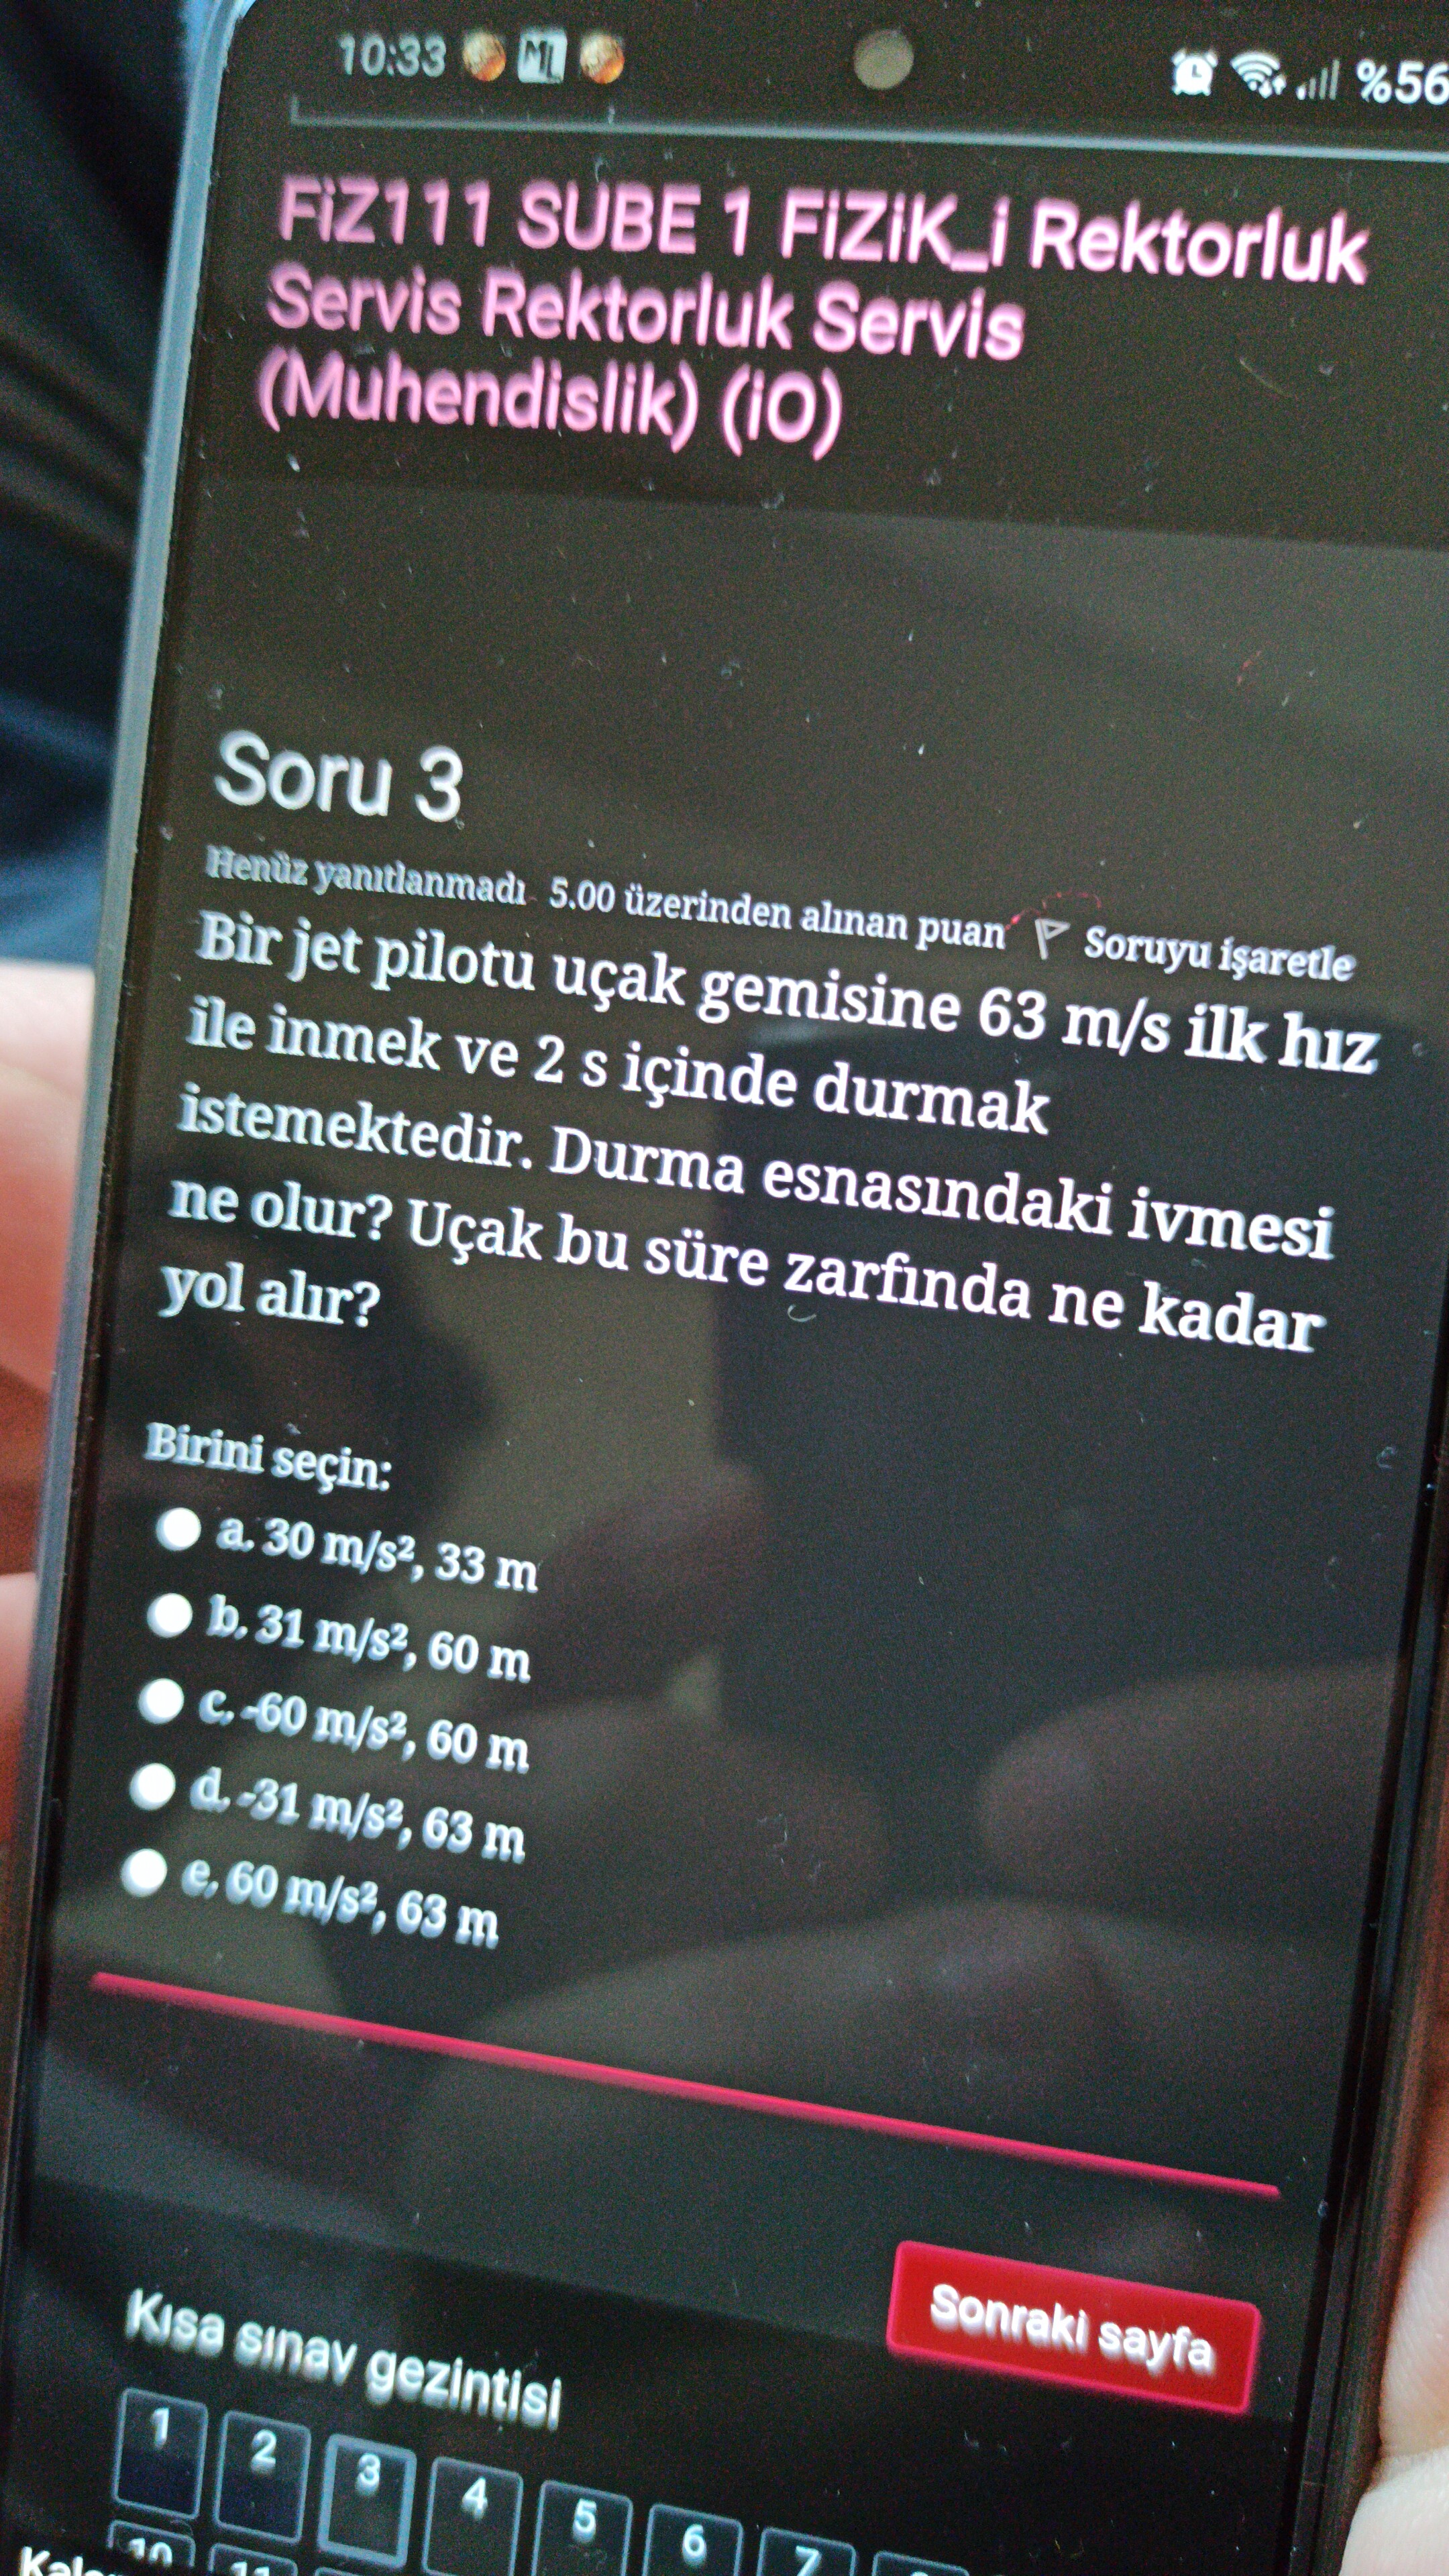 10:33
%56
FiZ111 SUBE 1 FiZiK_i Rektorluk
Servis Rektorluk Servis
(Muhendislik) (iO)
Soru 3
Henüz yanıtlanmadı 5.00 üzerinden alınan puan Soruyu işaretle
Bir jet pilotu uçak gemisine 63 m/s ilk hız
ile inmek ve 2 s içinde durmak
istemektedir. Durma esnasındaki ivmesi
ne olur? Uçak bu süre zarfında ne kadar
yol alır?
Birini seçin:
a. 30 m/s², 33 m
b. 31 m/s², 60 m
c. -60 m/s², 60 m
d. -31 m/s², 63 m
e. 60 m/s², 63 m
Sonraki sayfa
Kısa sınav gezintisi
1 2 3 4 5 6 7
10 11